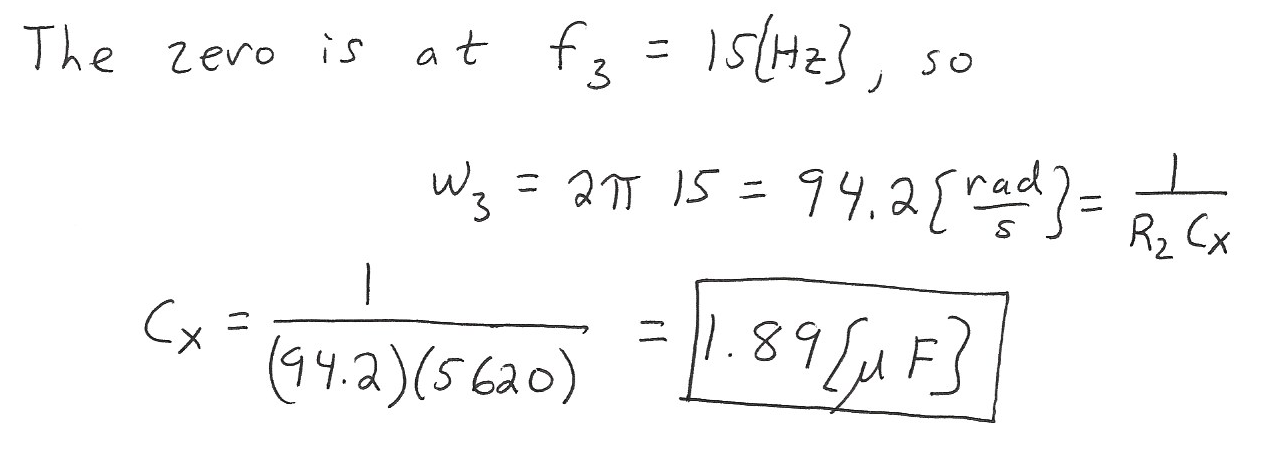 The zero is at f₃ = 15[Hz], so
ω₃ = 2π 15 = 94.2[rad/s] = 1/(R₂ Cₓ)
Cₓ = 1/((94.2)(5620)) = 1.89[μF]